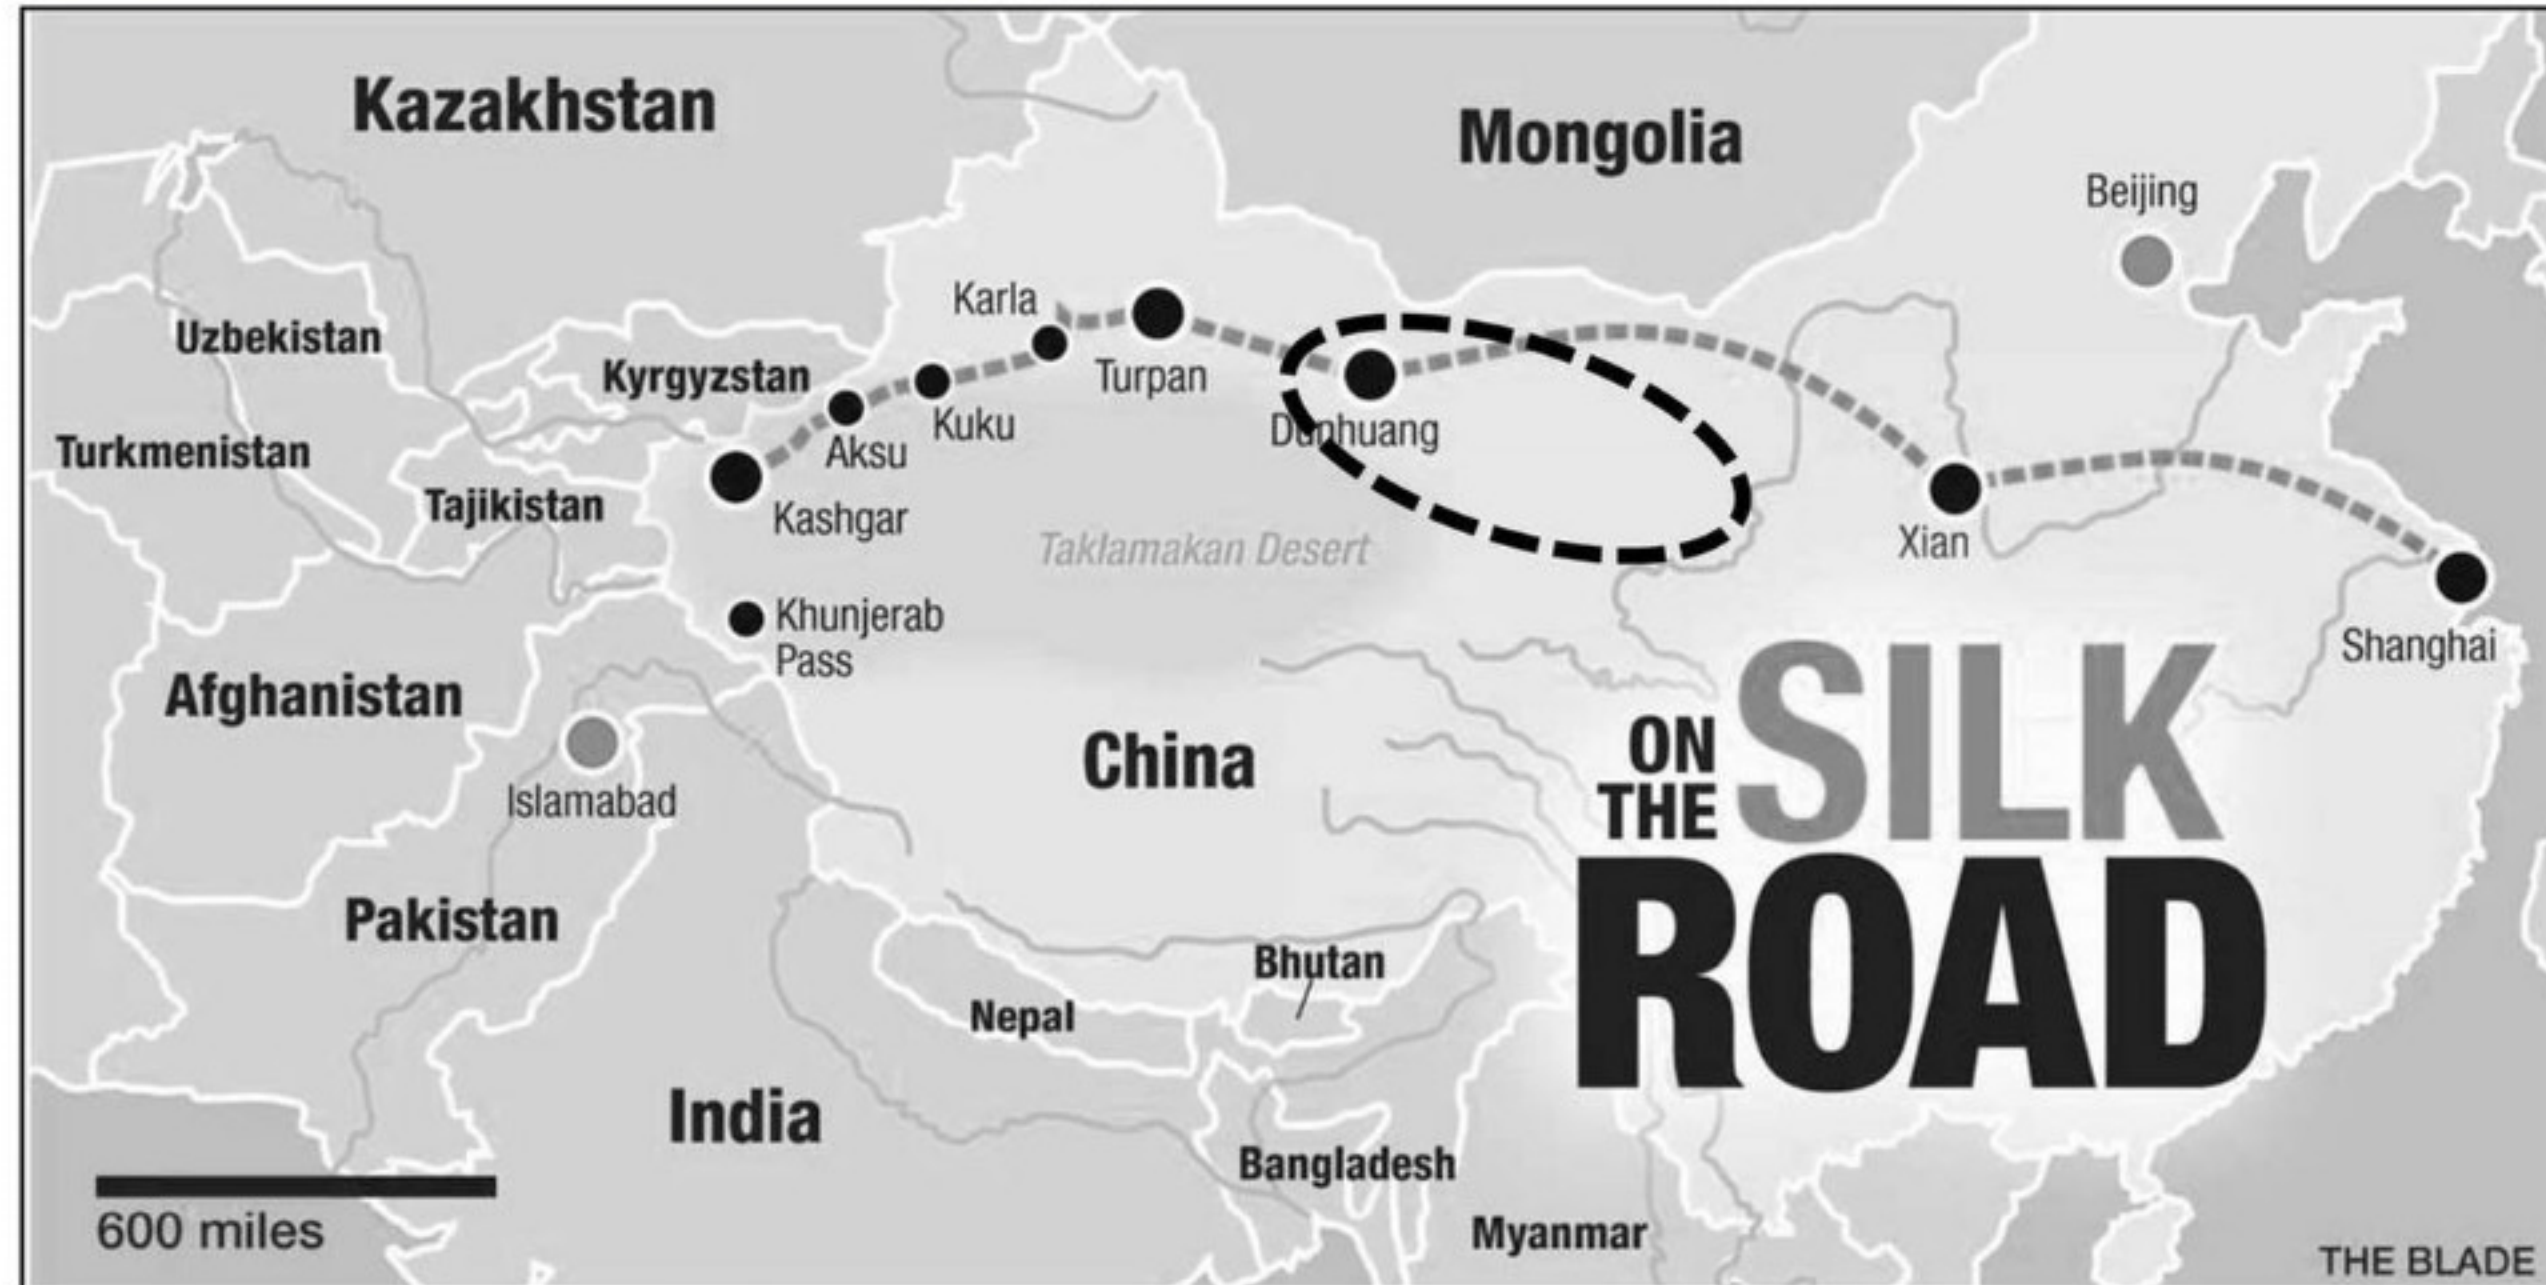 Kazakhstan
Mongolia
Beijing
Karla
Uzbekistan
Kyrgyzstan
Turpan
Kuku
Dunhuang
Turkmenistan
Aksu
Tajikistan
Kashgar
Taklamakan Desert
Xian
Khunjerab
Pass
Shanghai
Afghanistan
Islamabad
China
ON
THE
SILK
ROAD
Pakistan
Bhutan
Nepal
India
Bangladesh
Myanmar
600 miles
THE BLADE